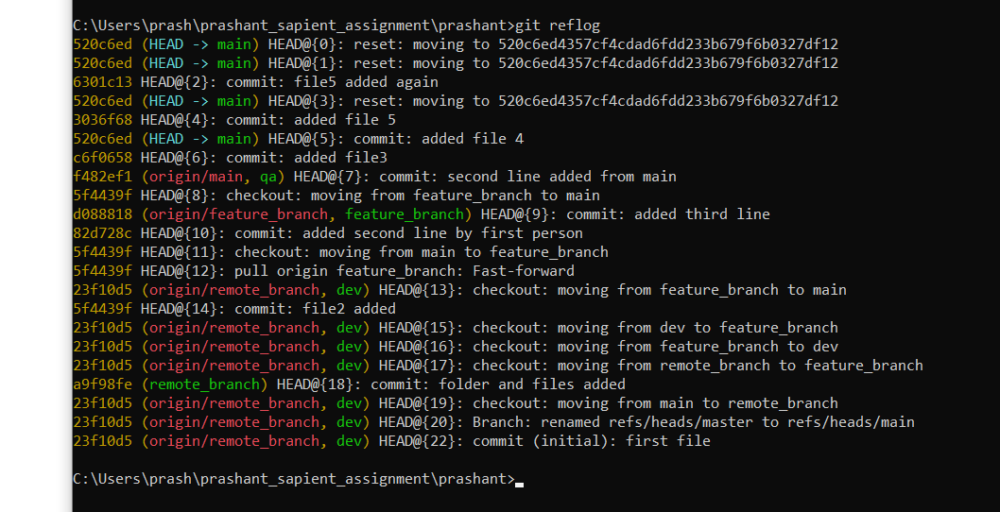 C:\Users\prash\prashant_sapient_assignment\prashant>git reflog
520c6ed (HEAD -> main) HEAD@{0}: reset: moving to 520c6ed4357cf4cdad6fdd233b679f6b0327df12
520c6ed (HEAD -> main) HEAD@{1}: reset: moving to 520c6ed4357cf4cdad6fdd233b679f6b0327df12
6301c13 HEAD@{2}: commit: file5 added again
520c6ed (HEAD -> main) HEAD@{3}: reset: moving to 520c6ed4357cf4cdad6fdd233b679f6b0327df12
3036f68 HEAD@{4}: commit: added file 5
520c6ed (HEAD -> main) HEAD@{5}: commit: added file 4
c6f0658 HEAD@{6}: commit: added file3
f482ef1 (origin/main, qa) HEAD@{7}: commit: second line added from main
5f4439f HEAD@{8}: checkout: moving from feature_branch to main
d088818 (origin/feature_branch, feature_branch) HEAD@{9}: commit: added third line
82d728c HEAD@{10}: commit: added second line by first person
5f4439f HEAD@{11}: checkout: moving from main to feature_branch
5f4439f HEAD@{12}: pull origin feature_branch: Fast-forward
23f10d5 (origin/remote_branch, dev) HEAD@{13}: checkout: moving from feature_branch to main
5f4439f HEAD@{14}: commit: file2 added
23f10d5 (origin/remote_branch, dev) HEAD@{15}: checkout: moving from dev to feature_branch
23f10d5 (origin/remote_branch, dev) HEAD@{16}: checkout: moving from feature_branch to dev
23f10d5 (origin/remote_branch, dev) HEAD@{17}: checkout: moving from remote_branch to feature_branch
a9f98fe (remote_branch) HEAD@{18}: commit: folder and files added
23f10d5 (origin/remote_branch, dev) HEAD@{19}: checkout: moving from main to remote_branch
23f10d5 (origin/remote_branch, dev) HEAD@{20}: Branch: renamed refs/heads/master to refs/heads/main
23f10d5 (origin/remote_branch, dev) HEAD@{22}: commit (initial): first file
C:\Users\prash\prashant_sapient_assignment\prashant>